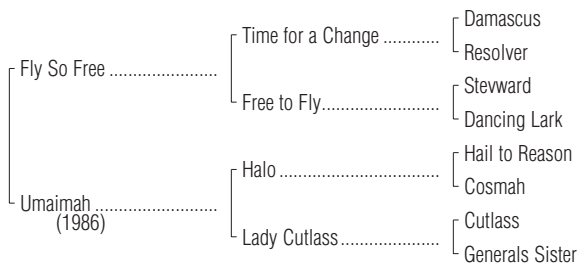 Damascus
Time for a Change ............
Resolver
Fly So Free .......................
Stevward
Free to Fly.........................
Dancing Lark
Hail to Reason
Halo ..................................
Cosmah
Umaimah ..........................
(1986)
Cutlass
Lady Cutlass.....................
Generals Sister